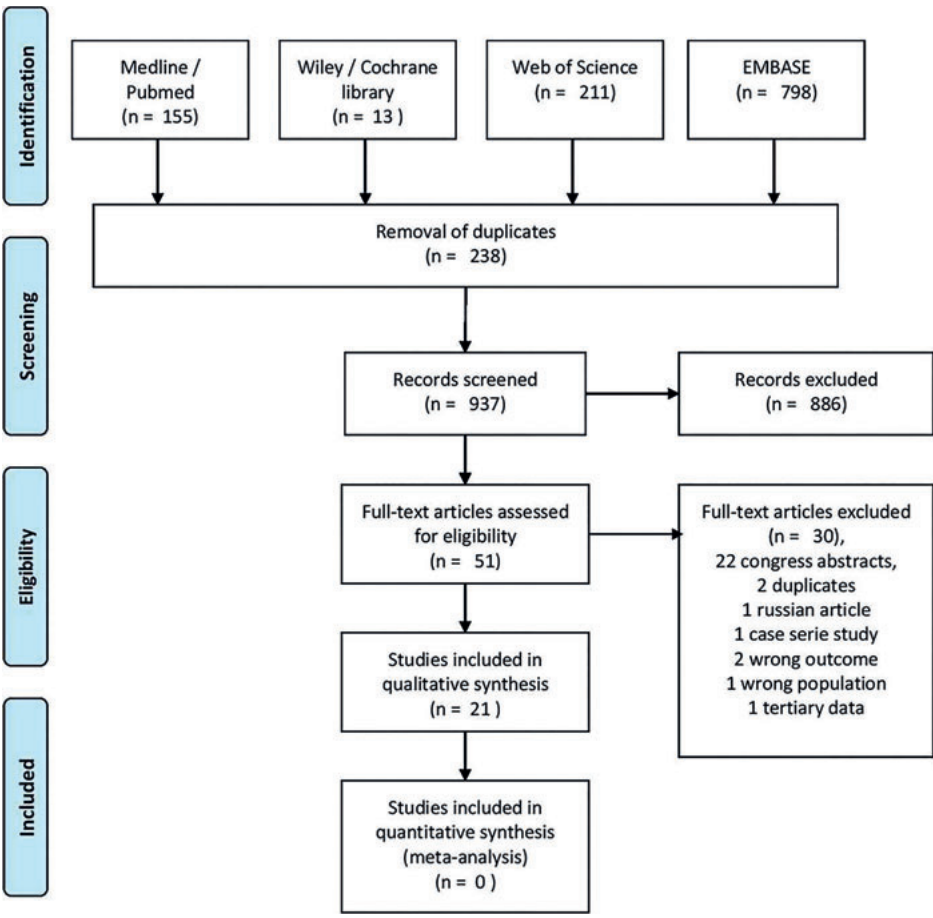 Identification
Medline /
Pubmed
(n = 155)
Wiley / Cochrane
library
(n = 13 )
Web of Science
(n = 211)
EMBASE
(n = 798)
Removal of duplicates
(n = 238)
Screening
Records screened
(n = 937)
Records excluded
(n = 886)
Eligibility
Full-text articles assessed
for eligibility
(n = 51)
Full-text articles excluded
(n = 30),
22 congress abstracts,
2 duplicates
1 russian article
1 case serie study
2 wrong outcome
1 wrong population
1 tertiary data
Studies included in
qualitative synthesis
(n = 21 )
Included
Studies included in
quantitative synthesis
(meta-analysis)
(n = 0 )